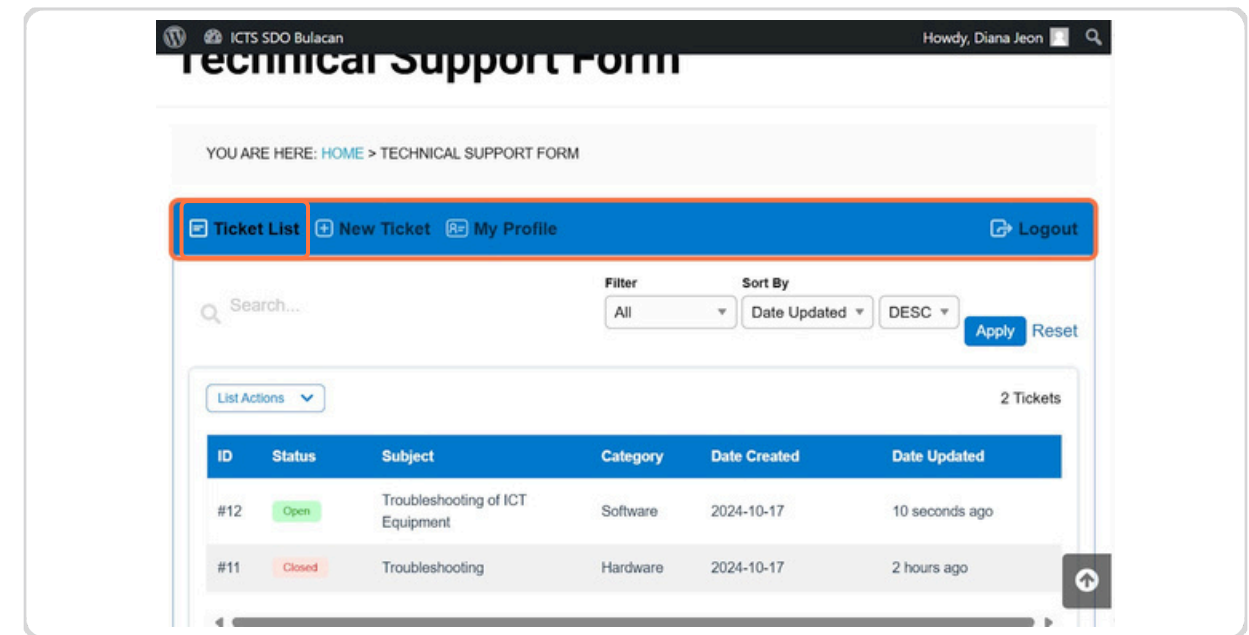 ICTS SDO Bulacan Howdy, Diana Jeon
Technical Support Form
YOU ARE HERE: HOME > TECHNICAL SUPPORT FORM
Ticket List New Ticket My Profile Logout
Filter Sort By
Search... All Date Updated DESC
Apply Reset
List Actions 2 Tickets
ID Status Subject Category Date Created Date Updated
#12 Open Troubleshooting of ICT Software 2024-10-17 10 seconds ago
Equipment
#11 Closed Troubleshooting Hardware 2024-10-17 2 hours ago